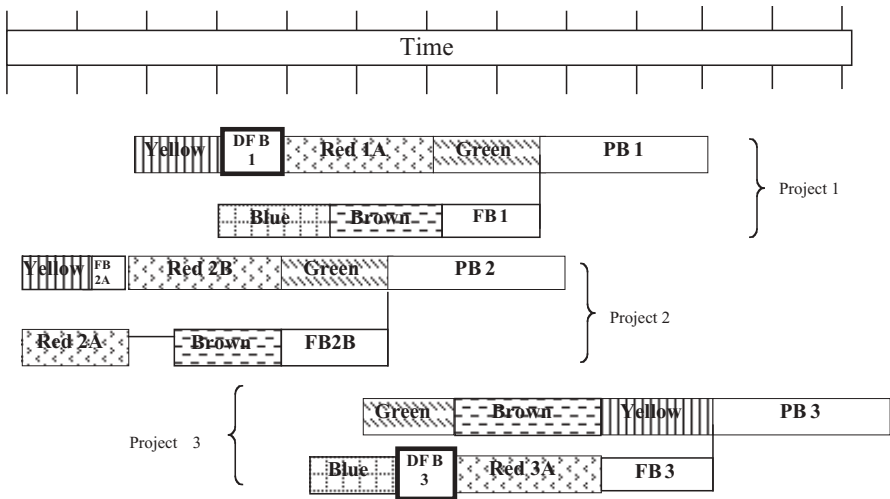 Time
Yellow DF B 1 Red 1A Green PB 1
Project 1
Blue Brown FB1
Yellow FB 2A Red 2B Green PB 2
Project 2
Red 2A Brown FB2B
Green Brown Yellow PB 3
Project 3
Blue DF B 3 Red 3A FB 3